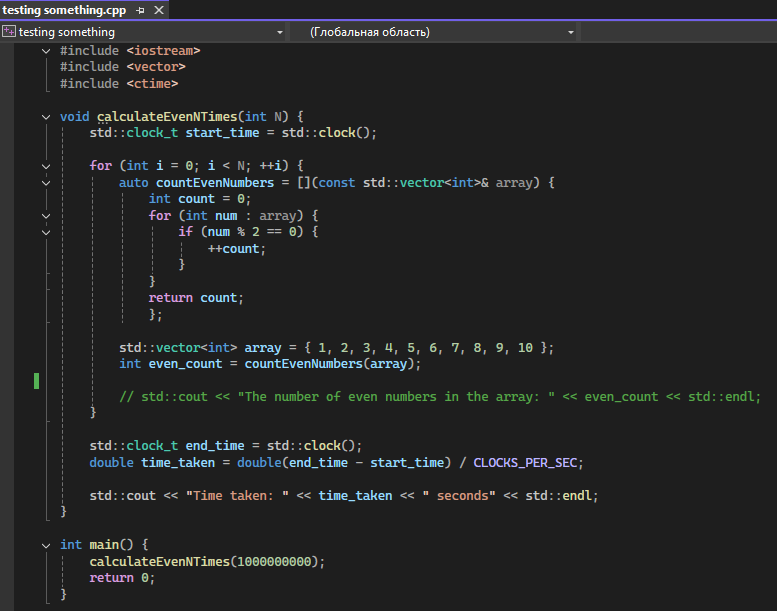 testing something.cpp
testing something (Глобальная область)
#include <iostream>
#include <vector>
#include <ctime>
void calculateEvenNTimes(int N) {
    std::clock_t start_time = std::clock();
    for (int i = 0; i < N; ++i) {
        auto countEvenNumbers = [](const std::vector<int>& array) {
            int count = 0;
            for (int num : array) {
                if (num % 2 == 0) {
                    ++count;
                }
            }
            return count;
            };
        std::vector<int> array = { 1, 2, 3, 4, 5, 6, 7, 8, 9, 10 };
        int even_count = countEvenNumbers(array);
        // std::cout << "The number of even numbers in the array: " << even_count << std::endl;
    }
    std::clock_t end_time = std::clock();
    double time_taken = double(end_time - start_time) / CLOCKS_PER_SEC;
    std::cout << "Time taken: " << time_taken << " seconds" << std::endl;
}
int main() {
    calculateEvenNTimes(1000000000);
    return 0;
}